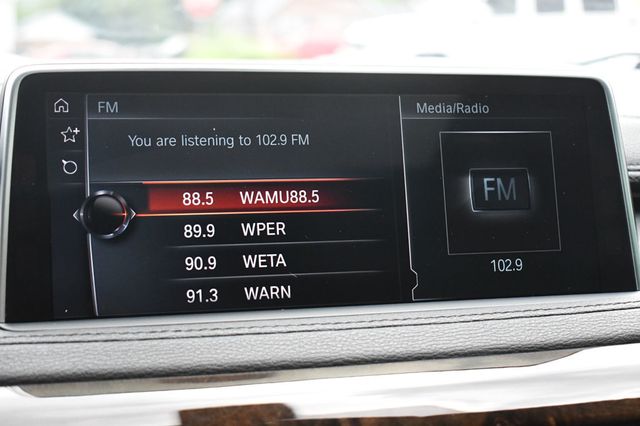 FM
Media/Radio
You are listening to 102.9 FM
88.5 WAMU88.5
89.9 WPER
90.9 WETA
91.3 WARN
FM
102.9